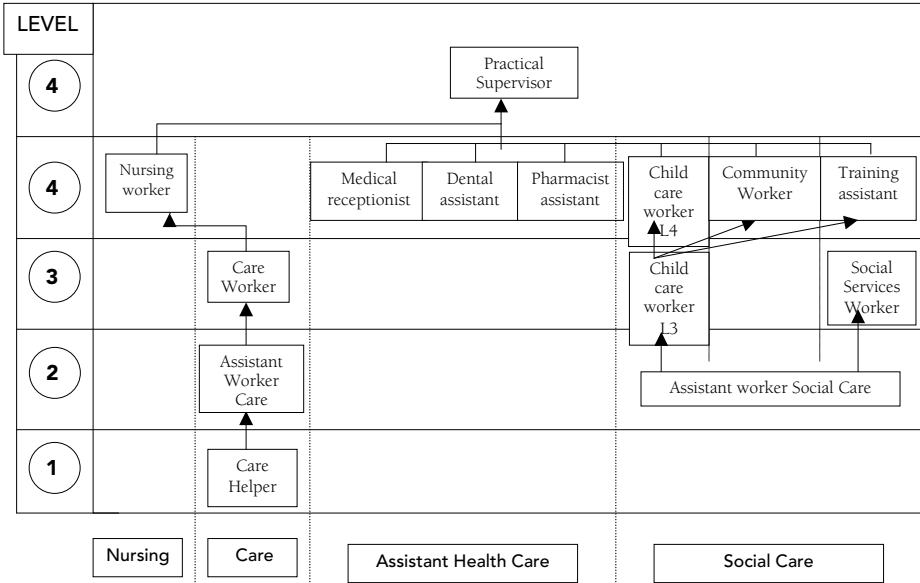 LEVEL
4
Practical
Supervisor
4
Nursing
worker
Medical
receptionist
Dental
assistant
Pharmacist
assistant
Child
care
worker
L4
Community
Worker
Training
assistant
3
Care
Worker
Child
care
worker
L3
Social
Services
Worker
2
Assistant
Worker
Care
Assistant worker Social Care
1
Care
Helper
Nursing
Care
Assistant Health Care
Social Care